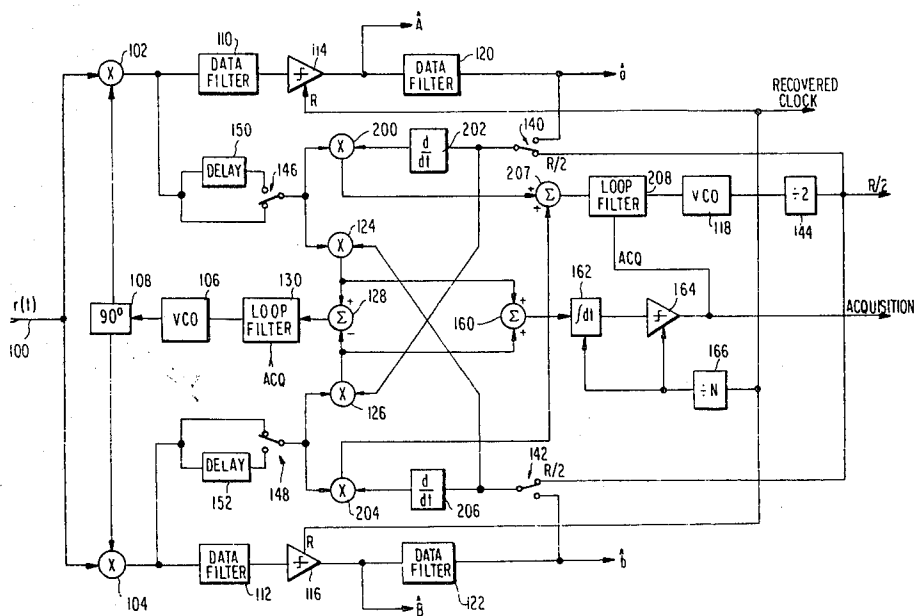 Â
102
110
DATA
FILTER
114
R
120
DATA
FILTER
â
RECOVERED
CLOCK
150
DELAY
146
200
X
d
dt
202
140
R/2
207
Σ
LOOP
FILTER
208
VCO
118
÷2
144
R/2
124
X
r(t)
100
108
90°
106
VCO
130
LOOP
FILTER
ACQ
128
Σ
+
-
160
Σ
+
+
ACQ
162
∫dt
164
ACQUISITION
166
÷N
126
X
DELAY
152
148
204
X
d
dt
206
142
R/2
X
104
DATA
FILTER
112
R
116
DATA
FILTER
122
b̂
B̂